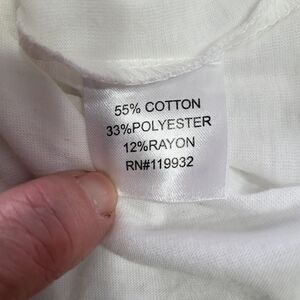 55% COTTON
33%POLYESTER
12%RAYON
RN#119932